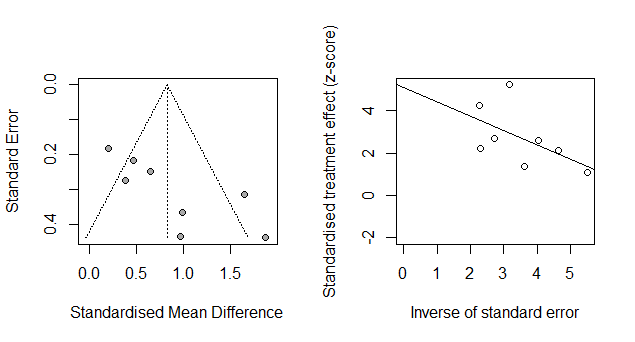 Standard Error
0.0
0.2
0.4
0.0 0.5 1.0 1.5
Standardised Mean Difference
Standardised treatment effect (z-score)
4
2
0
-2
0 1 2 3 4 5
Inverse of standard error